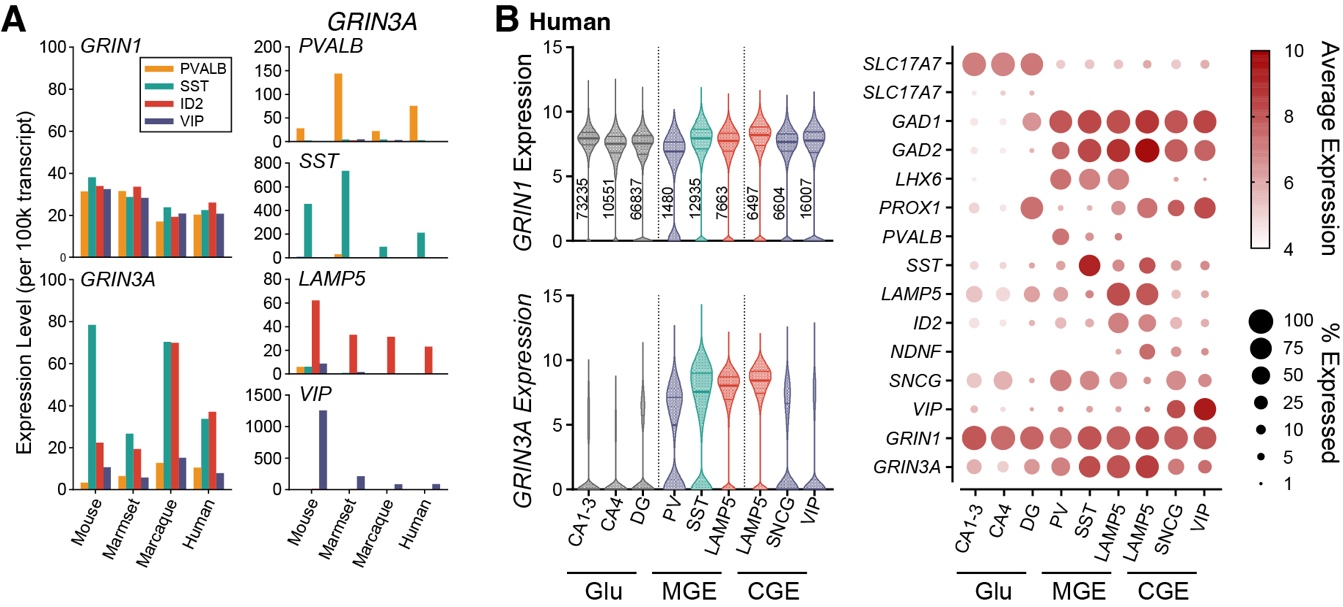 A
GRIN1
100
80
60
40
20
0
PVALB
SST
ID2
VIP
GRIN3A
100
80
60
40
20
0
Expression Level (per 100k transcript)
Mouse
Marmset
Marcaque
Human
GRIN3A
PVALB
200
150
100
50
0
SST
800
600
400
200
0
LAMP5
80
60
40
20
0
VIP
1500
1000
500
0
Mouse
Marmset
Marcaque
Human
B Human
GRIN1 Expression
15
10
5
0
73235
10551
66837
1480
12935
7663
6497
6604
16007
GRIN3A Expression
15
10
5
0
CA1-3
CA4
DG
PV
SST
LAMP5
LAMP5
SNCG
VIP
Glu
MGE
CGE
SLC17A7
SLC17A7
GAD1
GAD2
LHX6
PROX1
PVALB
SST
LAMP5
ID2
NDNF
SNCG
VIP
GRIN1
GRIN3A
CA1-3
CA4
DG
PV
SST
LAMP5
LAMP5
SNCG
VIP
Glu
MGE
CGE
10
8
6
4
Average Expression
100
75
50
25
10
5
1
% Expressed